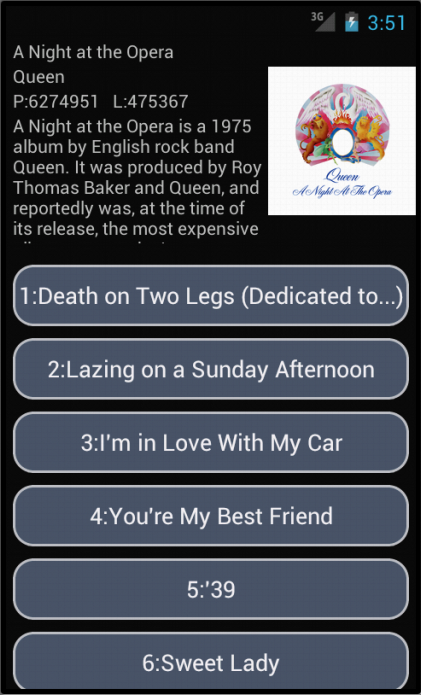 3G 3:51
A Night at the Opera
Queen
P:6274951 L:475367
A Night at the Opera is a 1975
album by English rock band
Queen. It was produced by Roy
Thomas Baker and Queen, and
reportedly was, at the time of
its release, the most expensive
Queen
A Night At The Opera
1:Death on Two Legs (Dedicated to...)
2:Lazing on a Sunday Afternoon
3:I'm in Love With My Car
4:You're My Best Friend
5:'39
6:Sweet Lady